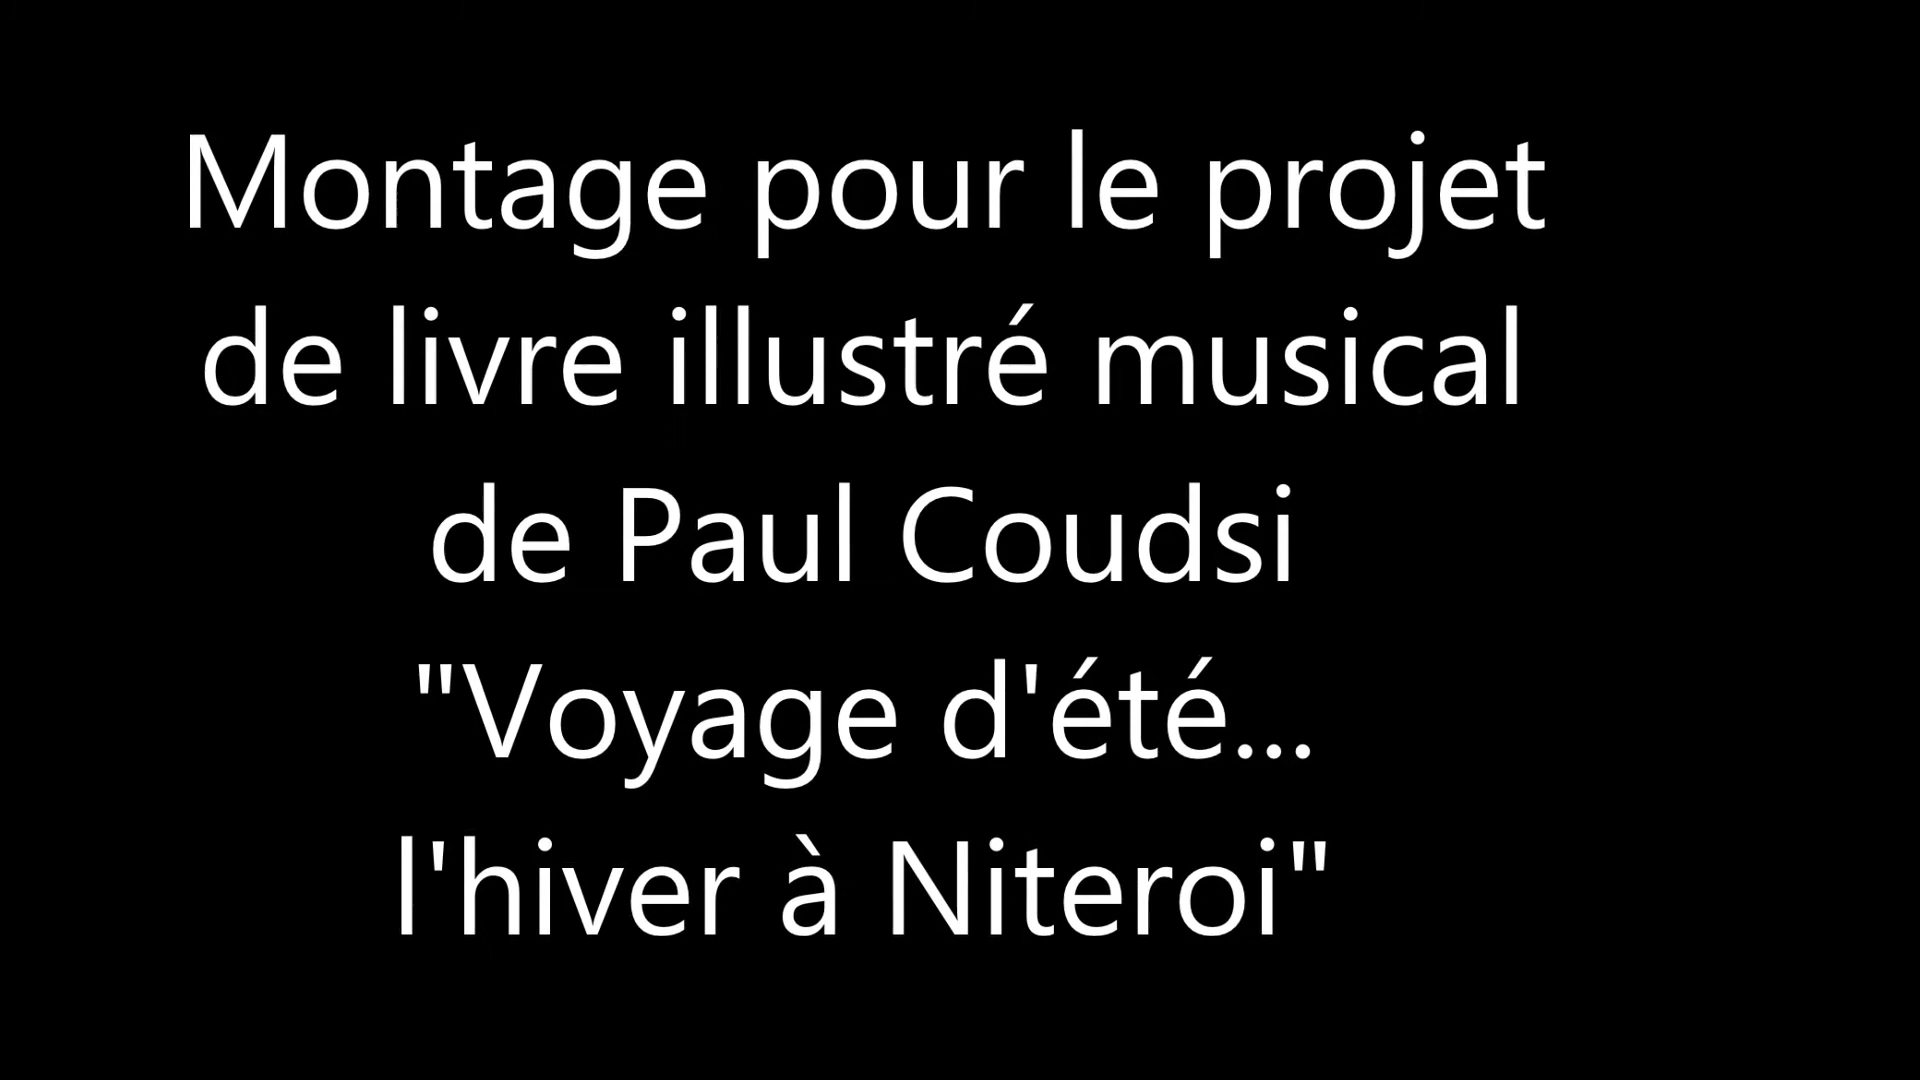 Montage pour le projet
de livre illustré musical
de Paul Coudsi
"Voyage d'été...
l'hiver à Niteroi"